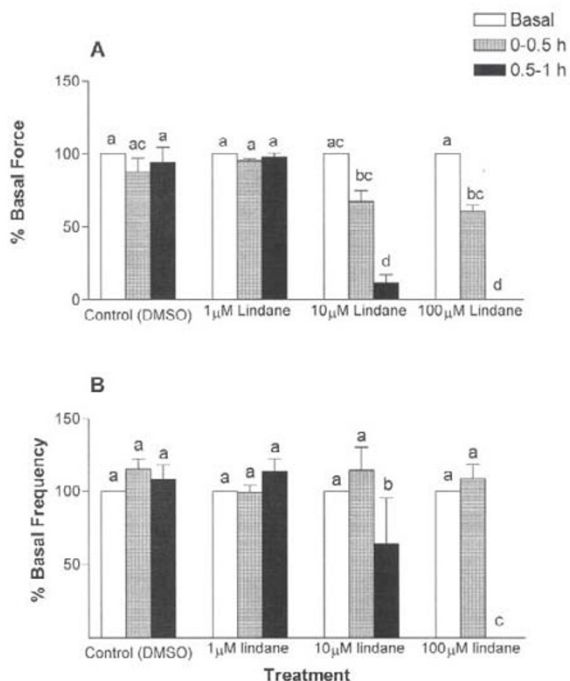 Basal
0-0.5 h
0.5-1 h
A
150
100
50
0
% Basal Force
a ac a
a a a
ac bc d
a bc d
Control (DMSO) 1μM Lindane 10μM Lindane 100μM Lindane
B
150
100
50
% Basal Frequency
a a a
a a a
a a b
a a c
Control (DMSO) 1μM lindane 10μM lindane 100μM lindane
Treatment